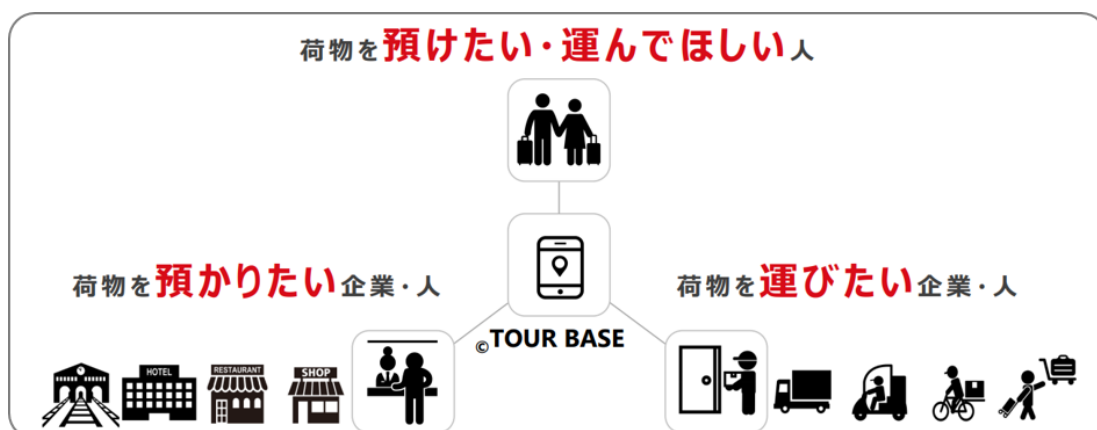 荷物を預けたい・運んでほしい人
荷物を預かりたい企業・人
荷物を運びたい企業・人
©TOUR BASE
HOTEL
RESTAURANT
SHOP